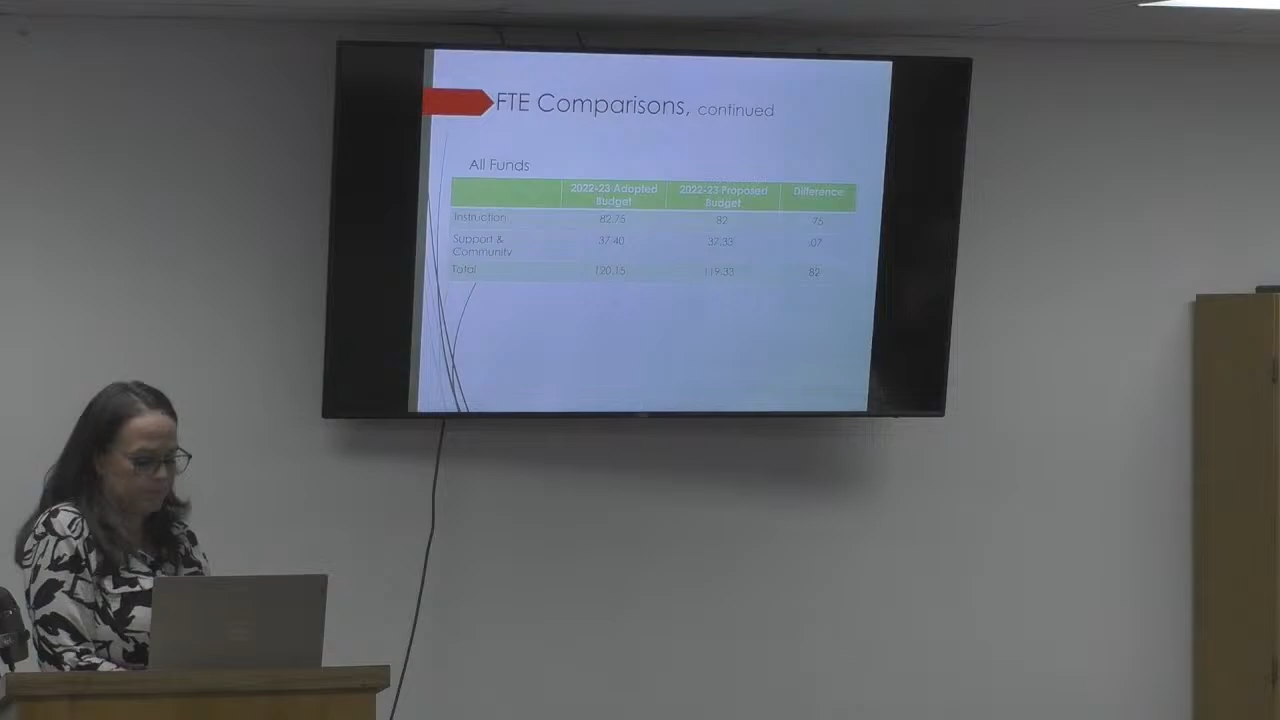 FTE Comparisons, continued
All Funds
2022-23 Adopted Budget 2022-23 Proposed Budget Difference
Instruction 82.75 82 .75
Support & Community 37.40 37.33 .07
Total 120.15 119.33 .82